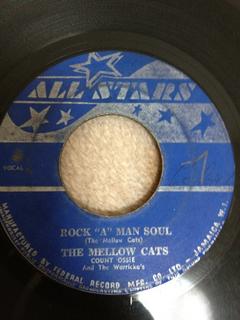 ALL STARS
VOCAL
ROCK "A" MAN SOUL
(The Mellow Cats)
THE MELLOW CATS
COUNT OSSIE
And The Warricka's
MANUFACTURED BY FEDERAL RECORD MFG. CO. LTD., JAMAICA, W.I.